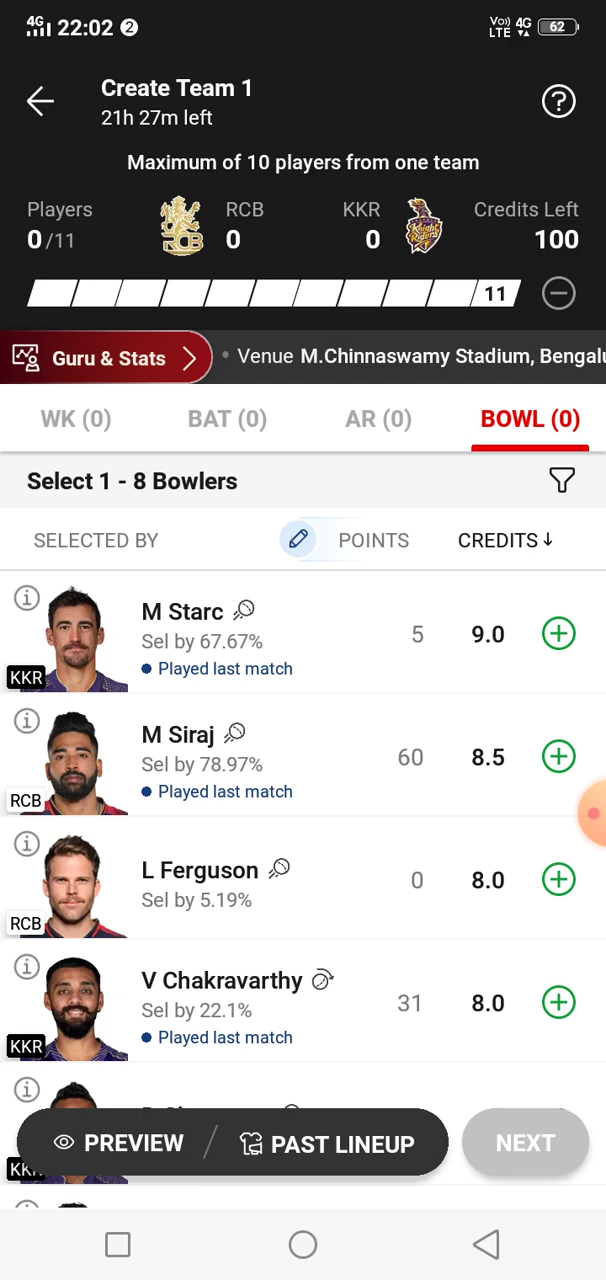 4G 22:02 2 Vo) LTE 4G 62
Create Team 1
21h 27m left
?
Maximum of 10 players from one team
Players RCB KKR Credits Left
0/11 RCB 0 0 Knight Riders 100
11
Guru & Stats • Venue M.Chinnaswamy Stadium, Bengalu
WK (0) BAT (0) AR (0) BOWL (0)
Select 1 - 8 Bowlers
SELECTED BY POINTS CREDITS↓
M Starc
Sel by 67.67% 5 9.0
KKR • Played last match
M Siraj
Sel by 78.97% 60 8.5
RCB • Played last match
L Ferguson 0 8.0
Sel by 5.19%
RCB
V Chakravarthy
Sel by 22.1% 31 8.0
KKR • Played last match
PREVIEW / PAST LINEUP NEXT